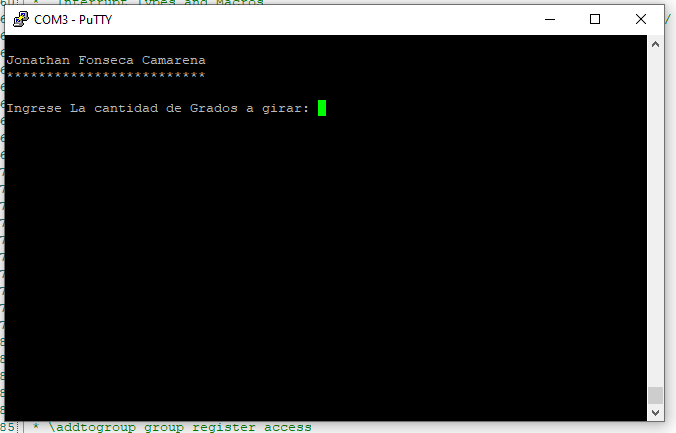 * Interrupt Types and Macros
COM3 - PuTTY
Jonathan Fonseca Camarena
*************************
Ingrese La cantidad de Grados a girar:
85 * \addtogroup group register access